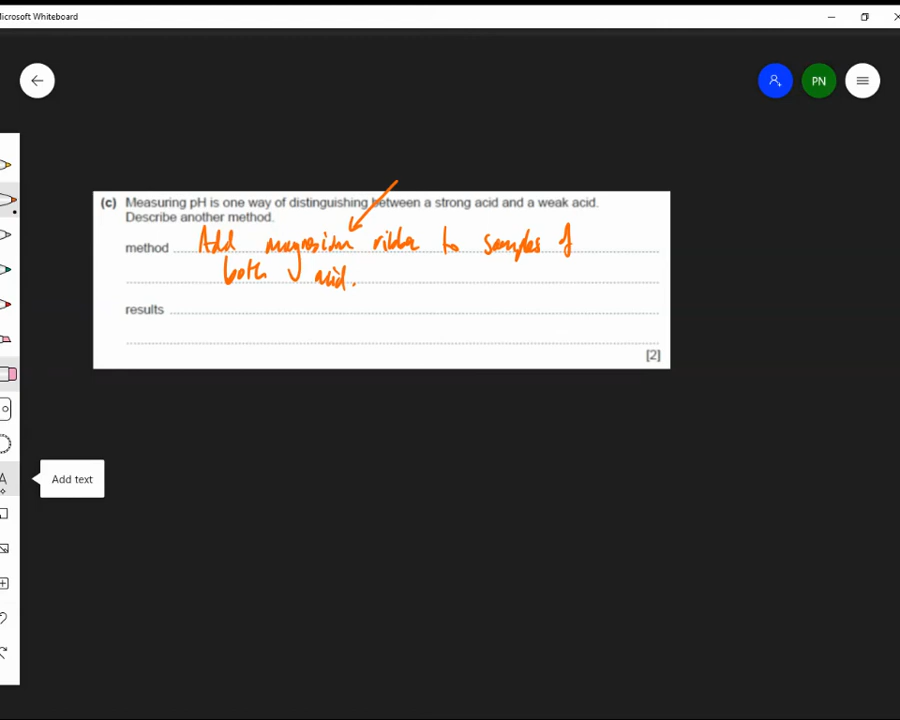 Microsoft Whiteboard
PN
(c) Measuring pH is one way of distinguishing between a strong acid and a weak acid.
Describe another method.
method Add magnesium ribbon to samples of
both acid.
results
[2]
Add text